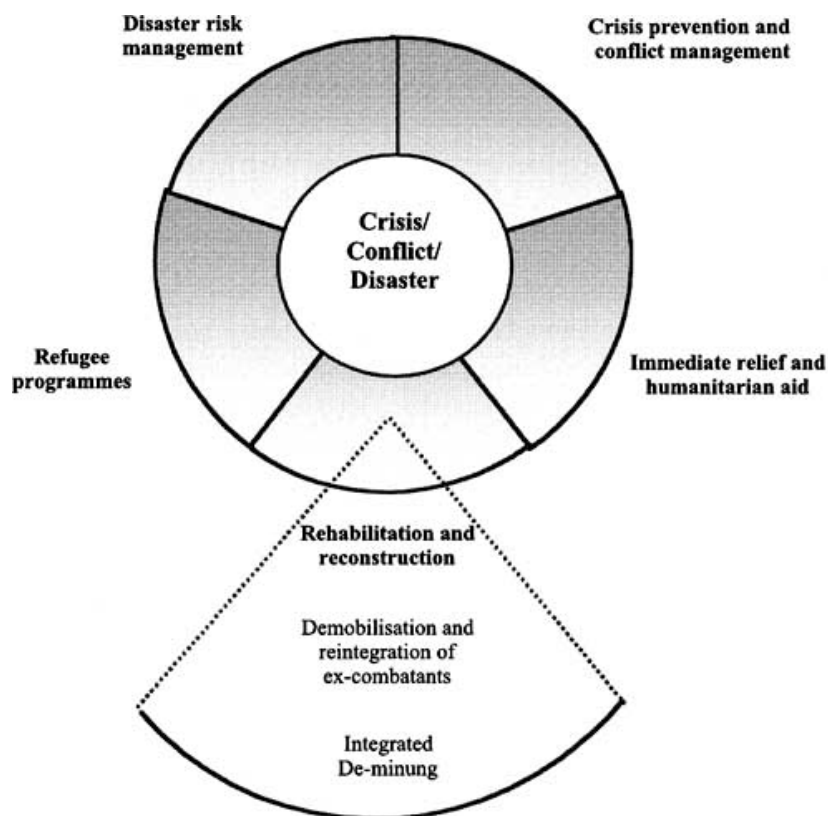 Disaster risk
management
Crisis prevention and
conflict management
Crisis/
Conflict/
Disaster
Refugee
programmes
Immediate relief and
humanitarian aid
Rehabilitation and
reconstruction
Demobilisation and
reintegration of
ex-combatants
Integrated
De-minung